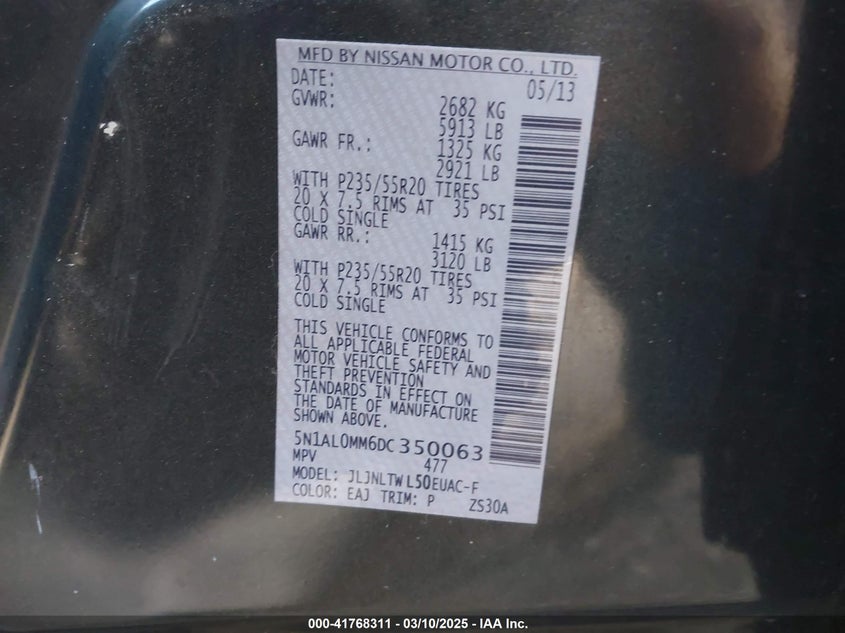 MFD BY NISSAN MOTOR CO., LTD.
DATE: 05/13
GVWR: 2682 KG
5913 LB
GAWR FR.: 1325 KG
2921 LB
WITH P235/55R20 TIRES
20 X 7.5 RIMS AT 35 PSI
COLD SINGLE
GAWR RR.: 1415 KG
3120 LB
WITH P235/55R20 TIRES
20 X 7.5 RIMS AT 35 PSI
COLD SINGLE
THIS VEHICLE CONFORMS TO
ALL APPLICABLE FEDERAL
MOTOR VEHICLE SAFETY AND
THEFT PREVENTION
STANDARDS IN EFFECT ON
THE DATE OF MANUFACTURE
SHOWN ABOVE.
5N1AL0MM6DC350063
MPV 477
MODEL: JLJNLTWL50EUAC-F
COLOR: EAJ TRIM: P ZS30A
000-41768311 — 03/10/2025 - IAA Inc.